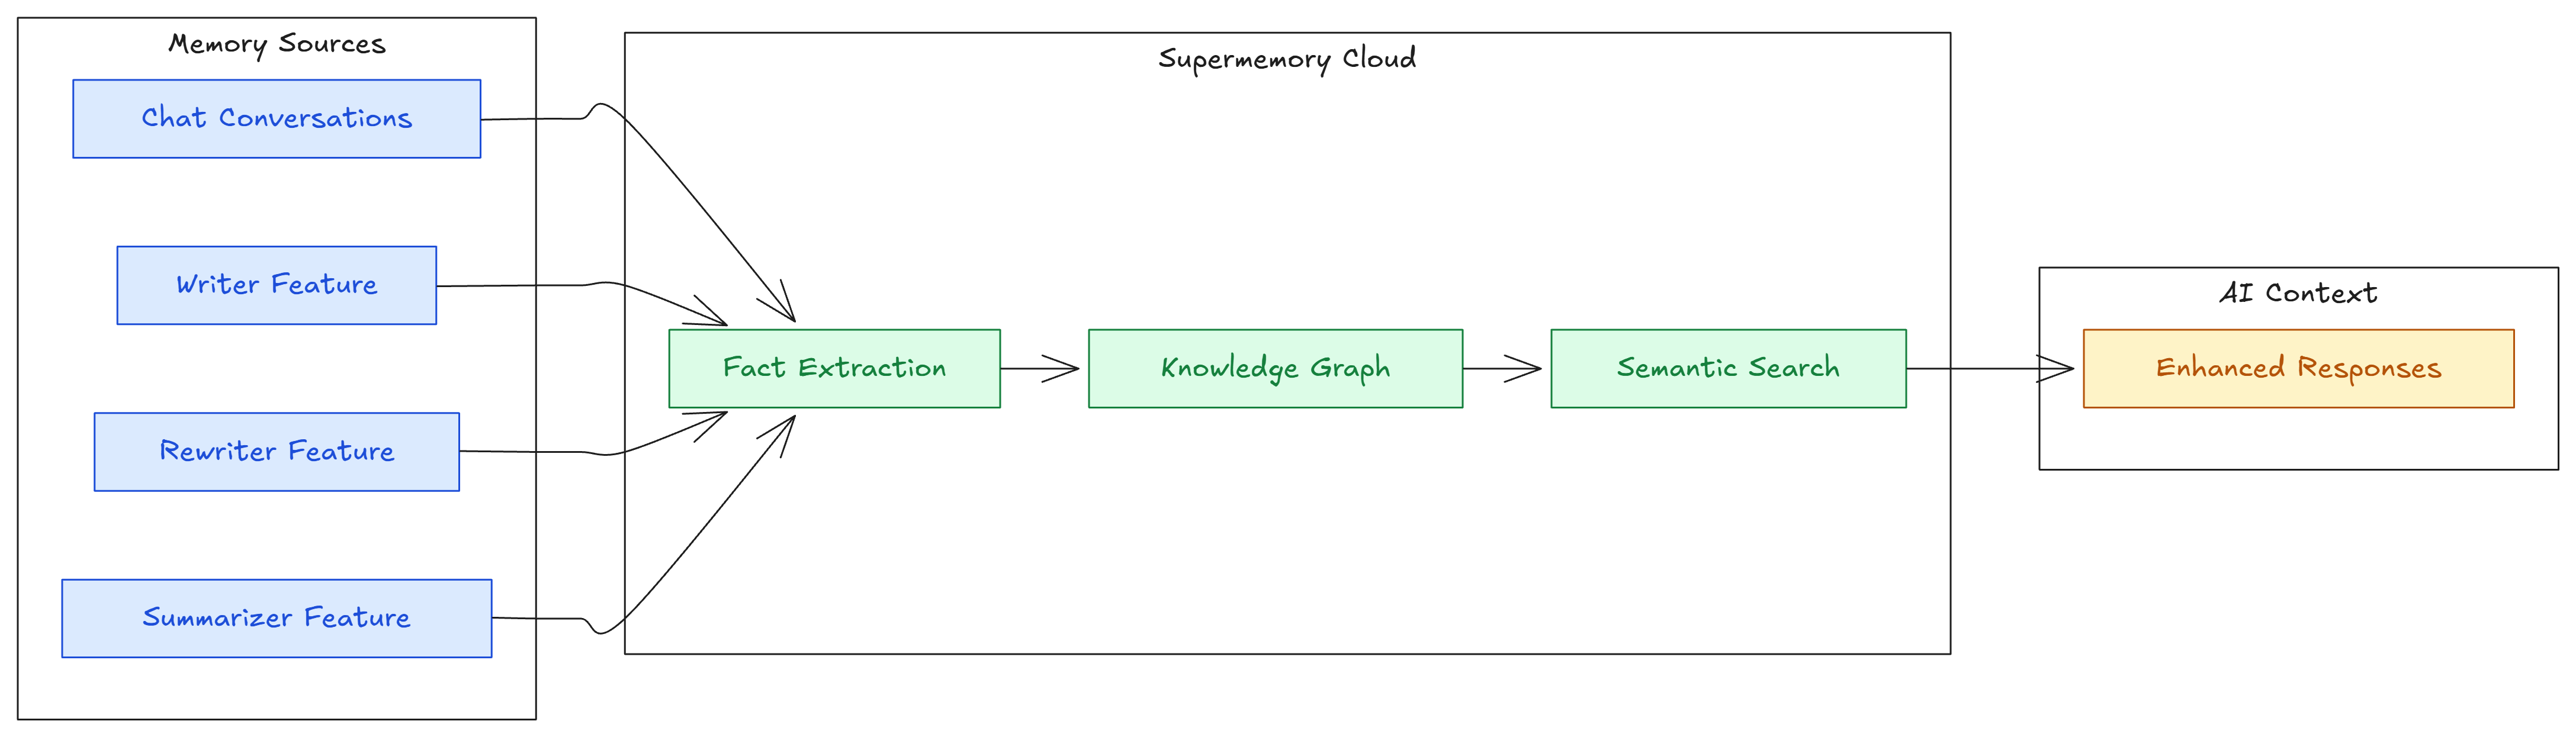 Memory Sources
Chat Conversations
Writer Feature
Rewriter Feature
Summarizer Feature
Supermemory Cloud
Fact Extraction
Knowledge Graph
Semantic Search
AI Context
Enhanced Responses